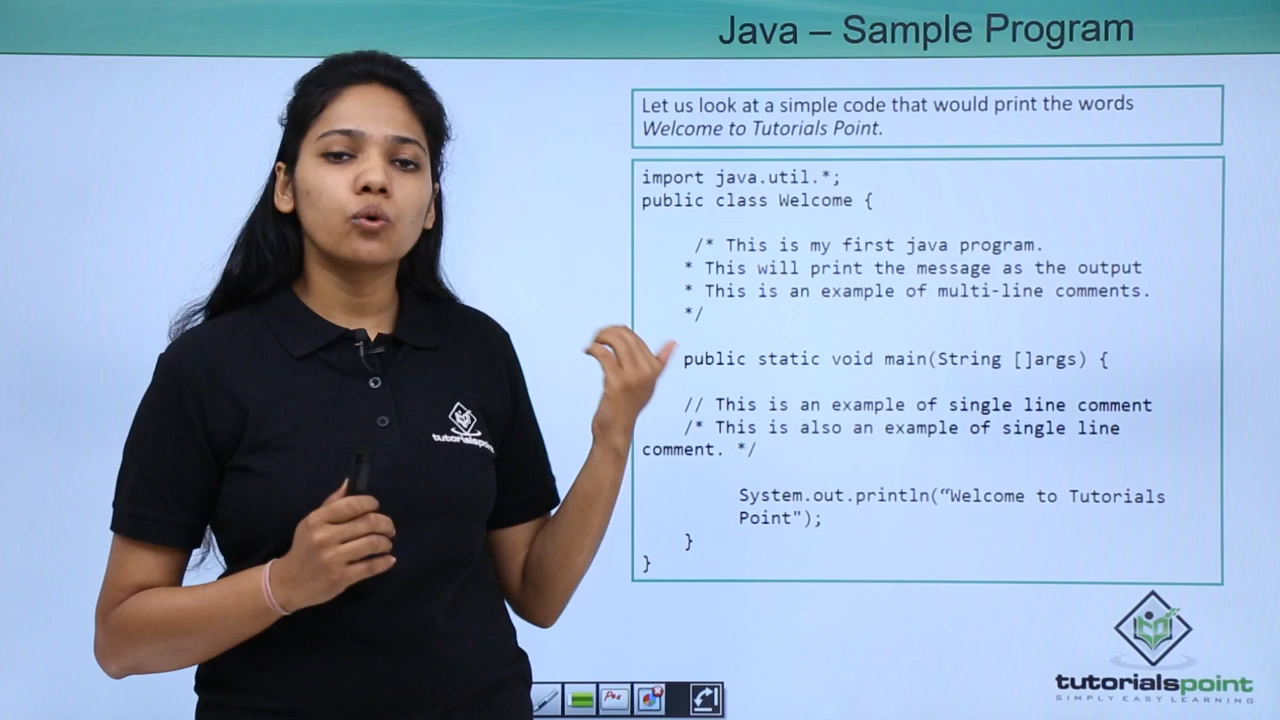 Java – Sample Program
Let us look at a simple code that would print the words
Welcome to Tutorials Point.
import java.util.*;
public class Welcome {
/* This is my first java program.
* This will print the message as the output
* This is an example of multi-line comments.
*/
public static void main(String []args) {
// This is an example of single line comment
/* This is also an example of single line
comment. */
System.out.println(“Welcome to Tutorials
Point");
}
}
tutorialspoint
tutorialspoint
SIMPLY EASY LEARNING